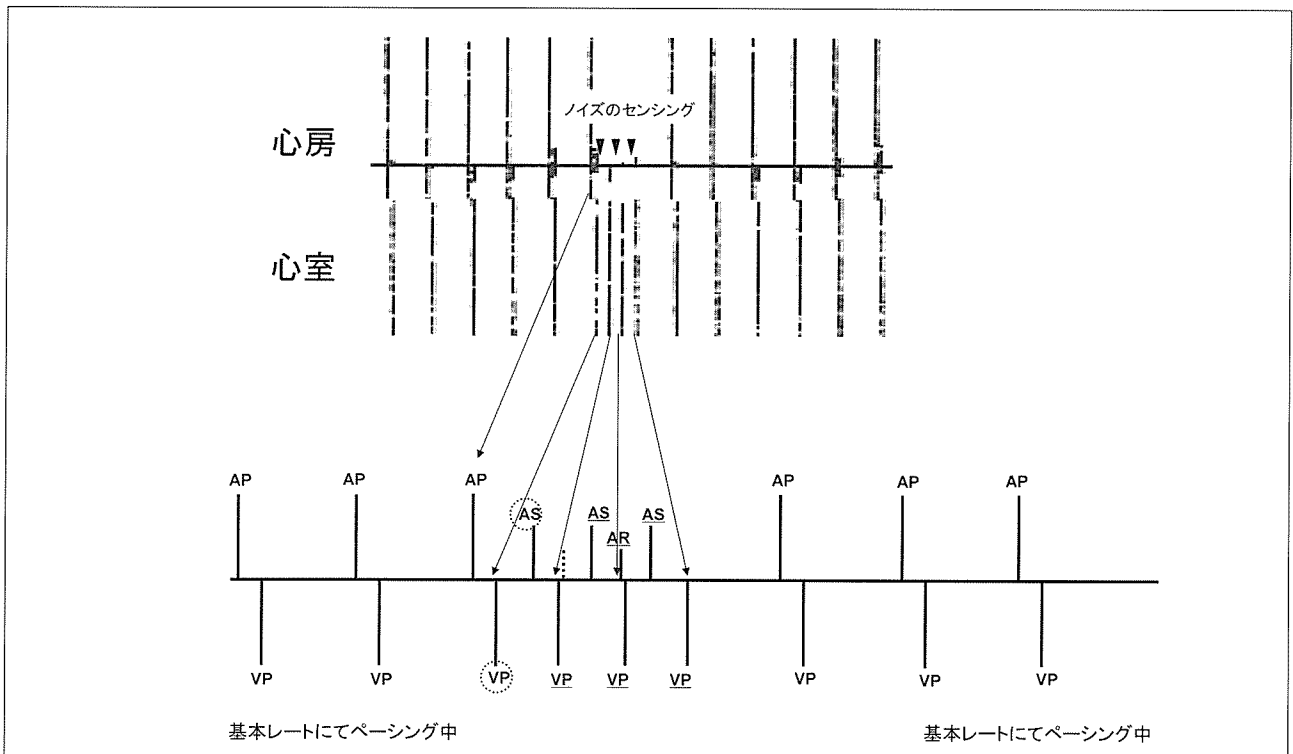 ノイズのセンシング
心房
心室
AP AP AP AP AP AP
AS AS AS
AR
VP VP VP VP VP VP VP VP VP
基本レートにてペーシング中 基本レートにてペーシング中